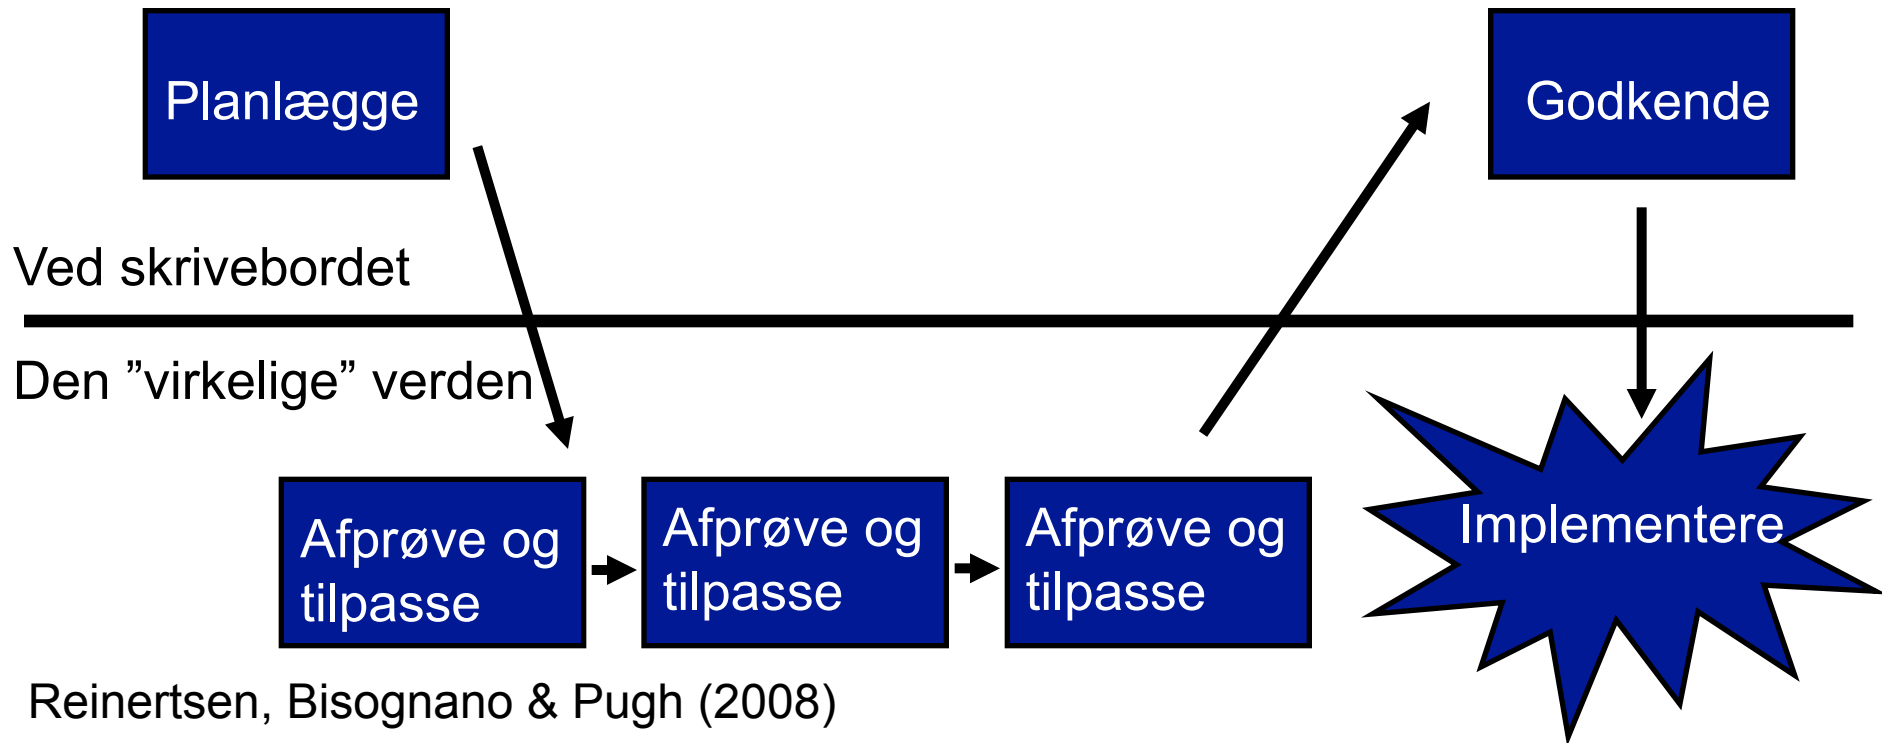 Planlægge
Godkende
Ved skrivebordet
Den ”virkelige” verden
Afprøve og
tilpasse
Afprøve og
tilpasse
Afprøve og
tilpasse
Implementere
Reinertsen, Bisognano & Pugh (2008)